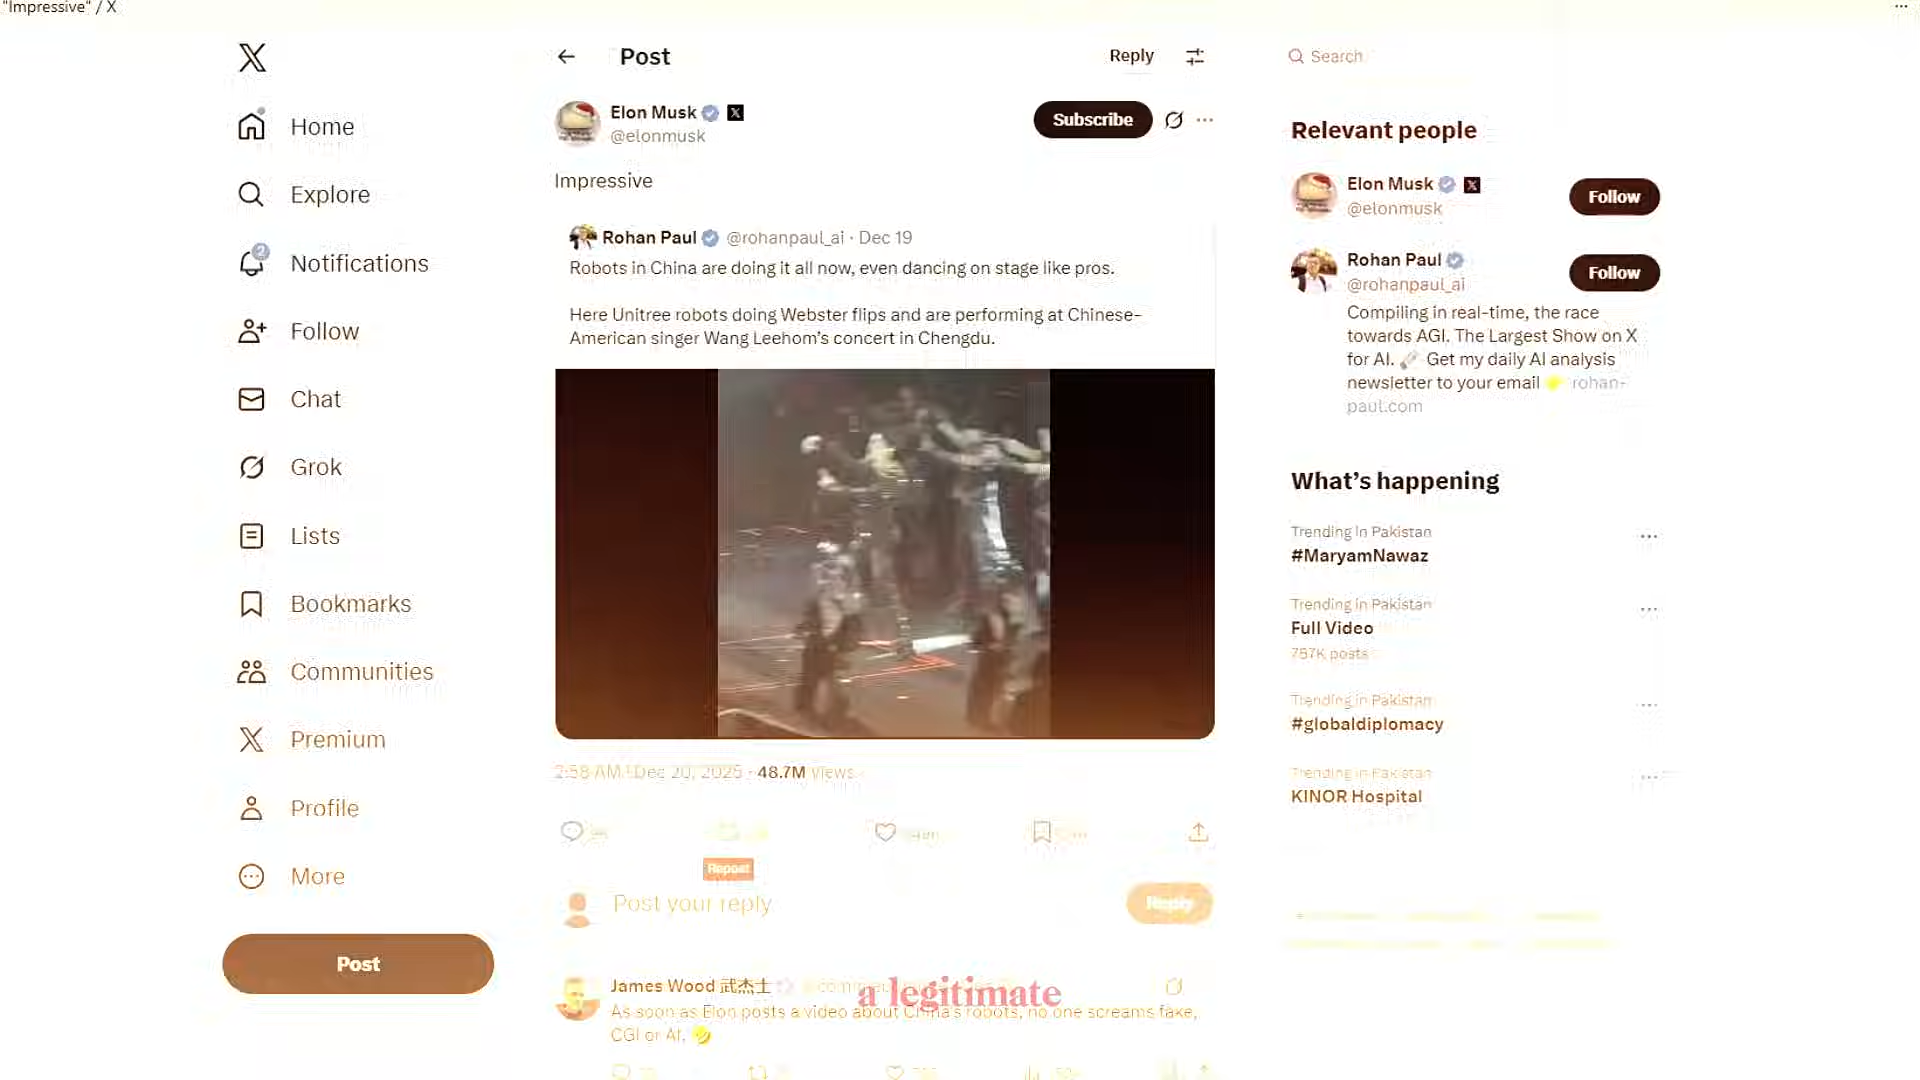 "Impressive" / X
Home
Explore
2
Notifications
Follow
Chat
Grok
Lists
Bookmarks
Communities
Premium
Profile
More
Post
Post
Reply
Elon Musk
@elonmusk
Subscribe
Impressive
Rohan Paul @rohanpaul_ai · Dec 19
Robots in China are doing it all now, even dancing on stage like pros.
Here Unitree robots doing Webster flips and are performing at Chinese-
American singer Wang Leehom's concert in Chengdu.
2:58 AM · Dec 20, 2025 · 48.7M Views
Repost
Post your reply
Reply
James Wood 武杰士
a legitimate
As soon as Elon posts a video about China's robots, no one screams fake,
CGI or AI.
Search
Relevant people
Elon Musk
@elonmusk
Follow
Rohan Paul
@rohanpaul_ai
Follow
Compiling in real-time, the race
towards AGI. The Largest Show on X
for AI. Get my daily AI analysis
newsletter to your email rohan-
paul.com
What's happening
Trending in Pakistan
#MaryamNawaz
Trending in Pakistan
Full Video
757K posts
Trending in Pakistan
#globaldiplomacy
Trending in Pakistan
KINOR Hospital